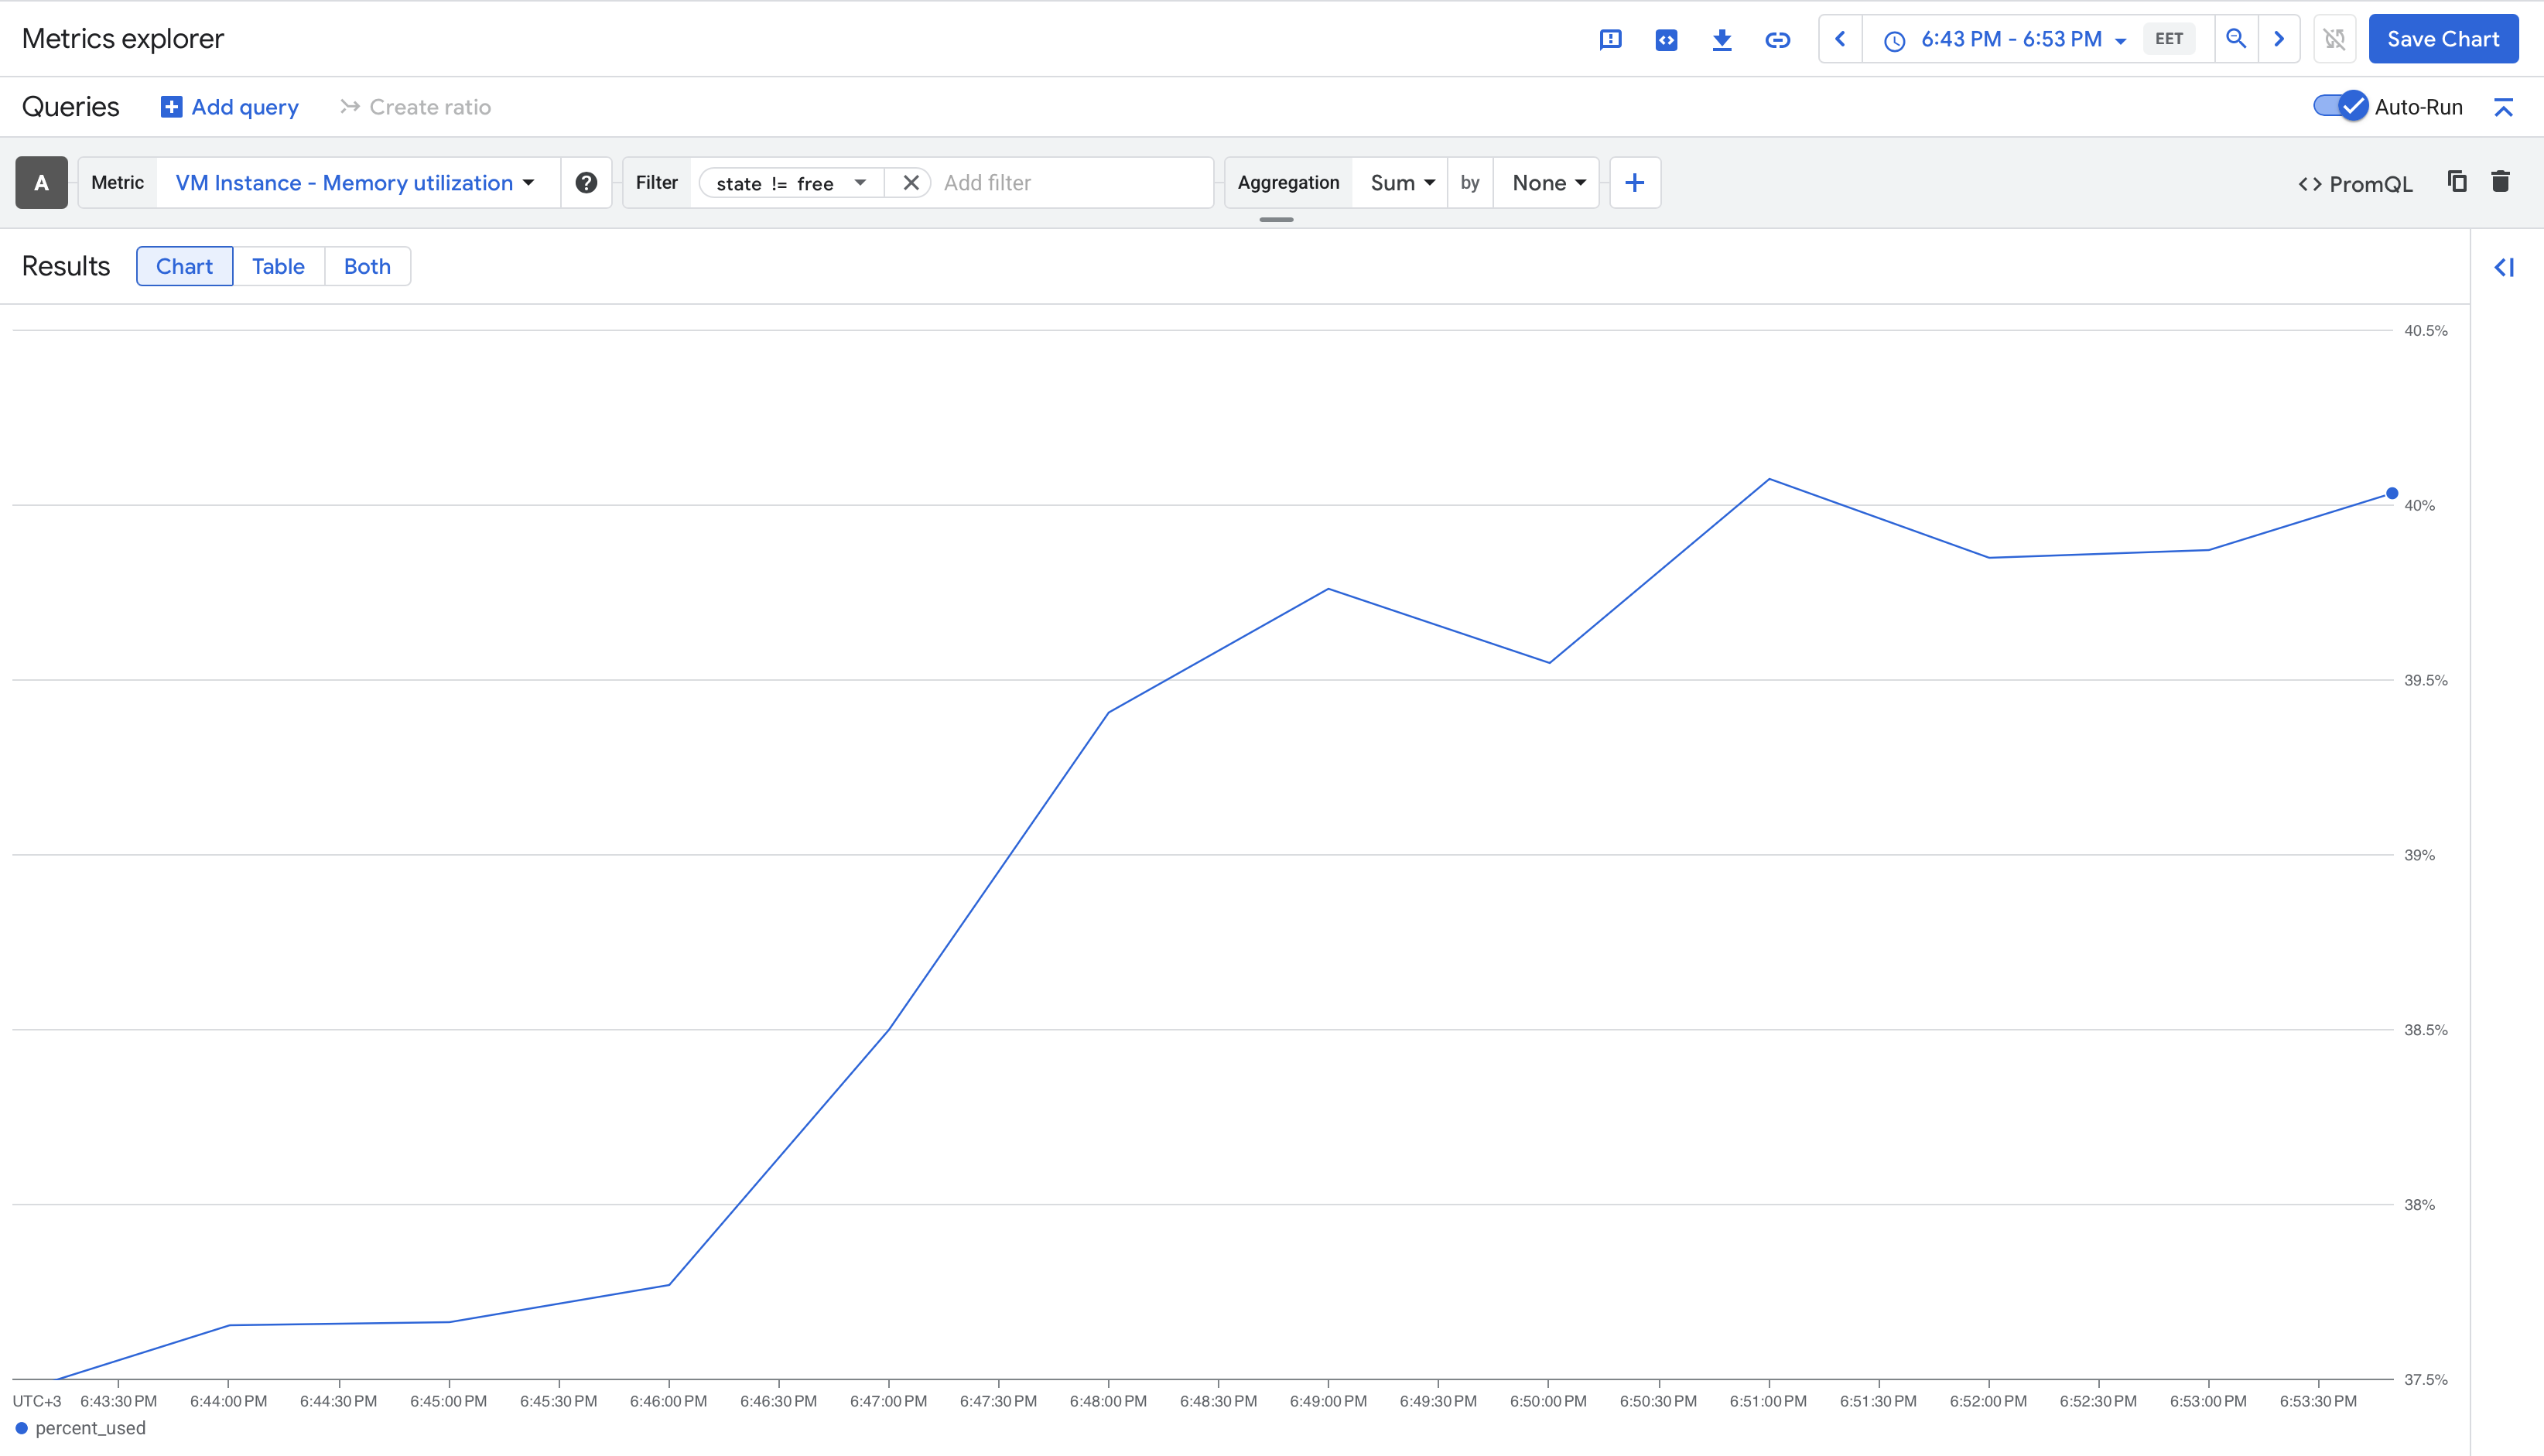 Metrics explorer
6:43 PM - 6:53 PM EET
Save Chart
Queries Add query Create ratio
Auto-Run
A Metric VM Instance - Memory utilization Filter state != free Add filter Aggregation Sum by None
PromQL
Results Chart Table Both
40.5%
40%
39.5%
39%
38.5%
38%
37.5%
UTC+3 6:43:30 PM 6:44:00 PM 6:44:30 PM 6:45:00 PM 6:45:30 PM 6:46:00 PM 6:46:30 PM 6:47:00 PM 6:47:30 PM 6:48:00 PM 6:48:30 PM 6:49:00 PM 6:49:30 PM 6:50:00 PM 6:50:30 PM 6:51:00 PM 6:51:30 PM 6:52:00 PM 6:52:30 PM 6:53:00 PM 6:53:30 PM
percent_used